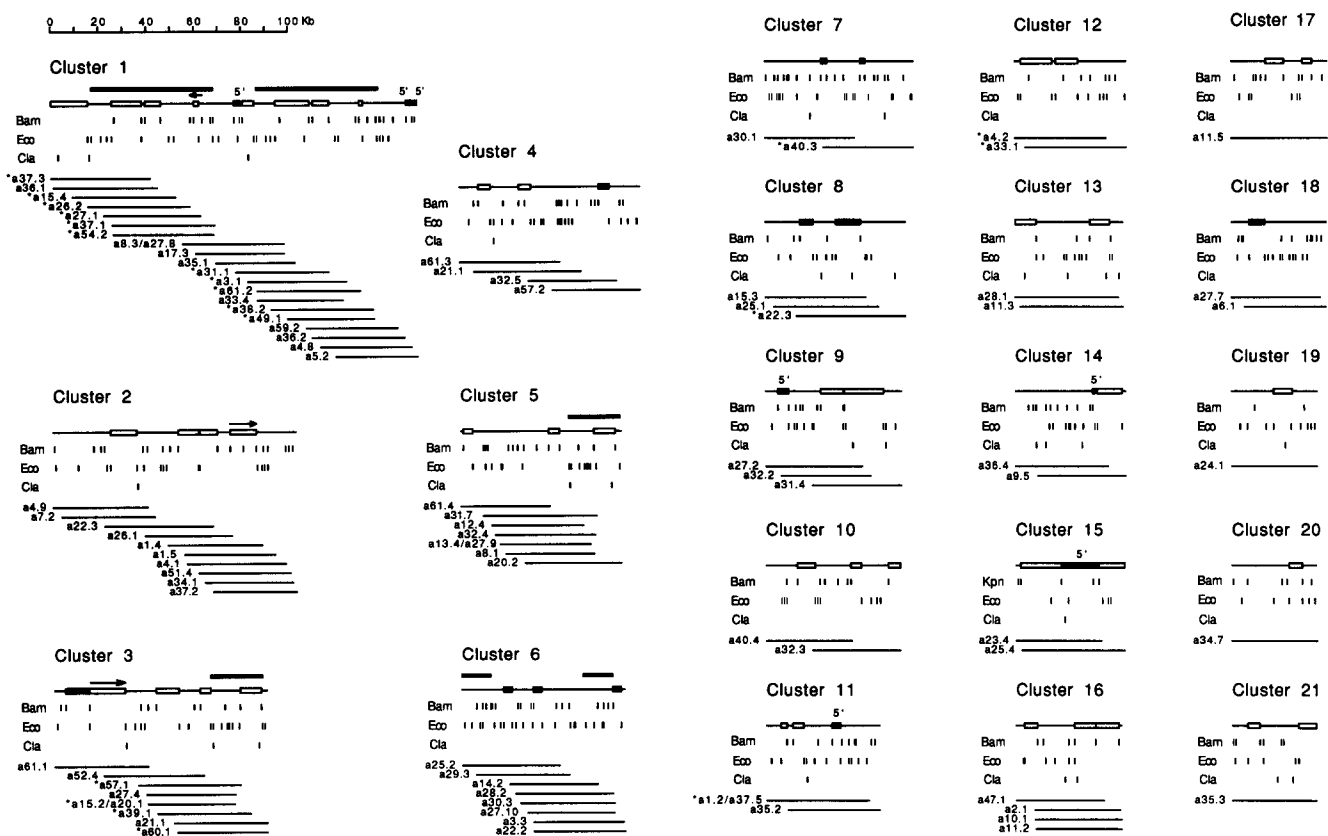 0 20 40 60 80 100 Kb
Cluster 1
5' 5' 5'
Bam
Eco
Cla
*a37.3
a36.1
*a15.4
*a26.2
*a27.1
*a37.1
*a54.2
a8.3/a27.8
a17.3
a35.1
*a31.1
*a3.1
*a61.2
a33.4
*a38.2
*a49.1
a59.2
a36.2
a4.8
a5.2
Cluster 2
Bam
Eco
Cla
a4.9
a7.2
a22.3
a26.1
a1.4
a1.5
a4.1
a51.4
a34.1
a37.2
Cluster 3
Bam
Eco
Cla
a61.1
a52.4
*a57.1
a27.4
*a15.2/a20.1
*a39.1
a21.1
*a60.1
Cluster 4
Bam
Eco
Cla
a61.3
a21.1
a32.5
a57.2
Cluster 5
Bam
Eco
Cla
a61.4
a31.7
a12.4
a32.4
a13.4/a27.9
a8.1
a20.2
Cluster 6
Bam
Eco
Cla
a25.2
a29.3
a14.2
a28.2
a30.3
a27.10
a3.3
a22.2
Cluster 7
Bam
Eco
Cla
a30.1
*a40.3
Cluster 8
Bam
Eco
Cla
a15.3
a25.1
*a22.3
Cluster 9
5'
Bam
Eco
Cla
a27.2
a32.2
a31.4
Cluster 10
Bam
Eco
Cla
a40.4
a32.3
Cluster 11
5'
Bam
Eco
Cla
*a1.2/a37.5
a35.2
Cluster 12
Bam
Eco
Cla
*a4.2
*a33.1
Cluster 13
Bam
Eco
Cla
a28.1
a11.3
Cluster 14
5'
Bam
Eco
Cla
a36.4
a9.5
Cluster 15
5'
Kpn
Eco
Cla
a23.4
a25.4
Cluster 16
Bam
Eco
Cla
a47.1
a2.1
a10.1
a11.2
Cluster 17
Bam
Eco
Cla
a11.5
Cluster 18
Bam
Eco
Cla
a27.7
a6.1
Cluster 19
Bam
Eco
Cla
a24.1
Cluster 20
Bam
Eco
Cla
a34.7
Cluster 21
Bam
Eco
Cla
a35.3